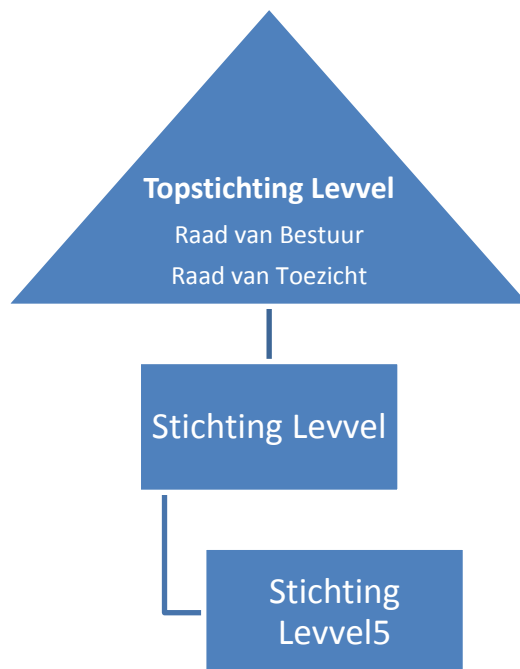 Topstichting Levvel
Raad van Bestuur
Raad van Toezicht
Stichting Levvel
Stichting
Levvel5